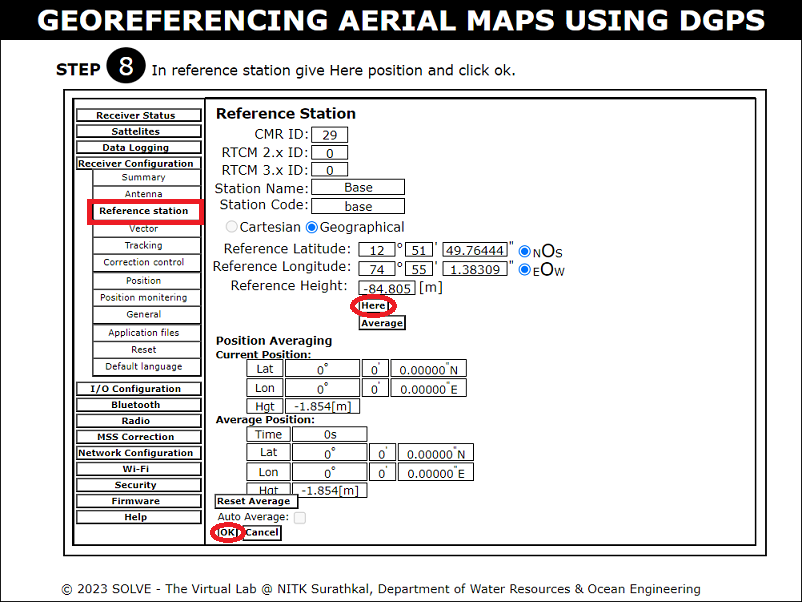 GEOREFERENCING AERIAL MAPS USING DGPS
STEP 8 In reference station give Here position and click ok.
Receiver Status
Sattelites
Data Logging
Receiver Configuration
Summary
Antenna
Reference station
Vector
Tracking
Correction control
Position
Position monitering
General
Application files
Reset
Default language
I/O Configuration
Bluetooth
Radio
MSS Correction
Network Configuration
Wi-Fi
Security
Firmware
Help
Reference Station
CMR ID: 29
RTCM 2.x ID: 0
RTCM 3.x ID: 0
Station Name: Base
Station Code: base
Cartesian Geographical
Reference Latitude: 12 ° 51 ' 49.76444 " N O S
Reference Longitude: 74 ° 55 ' 1.38309 " E O W
Reference Height: -84.805 [m]
Here
Average
Position Averaging
Current Position:
Lat 0° 0' 0.00000"N
Lon 0° 0' 0.00000"E
Hgt -1.854[m]
Average Position:
Time 0s
Lat 0° 0' 0.00000"N
Lon 0° 0' 0.00000"E
Hgt -1.854[m]
Reset Average
Auto Average:
OK Cancel
© 2023 SOLVE - The Virtual Lab @ NITK Surathkal, Department of Water Resources & Ocean Engineering